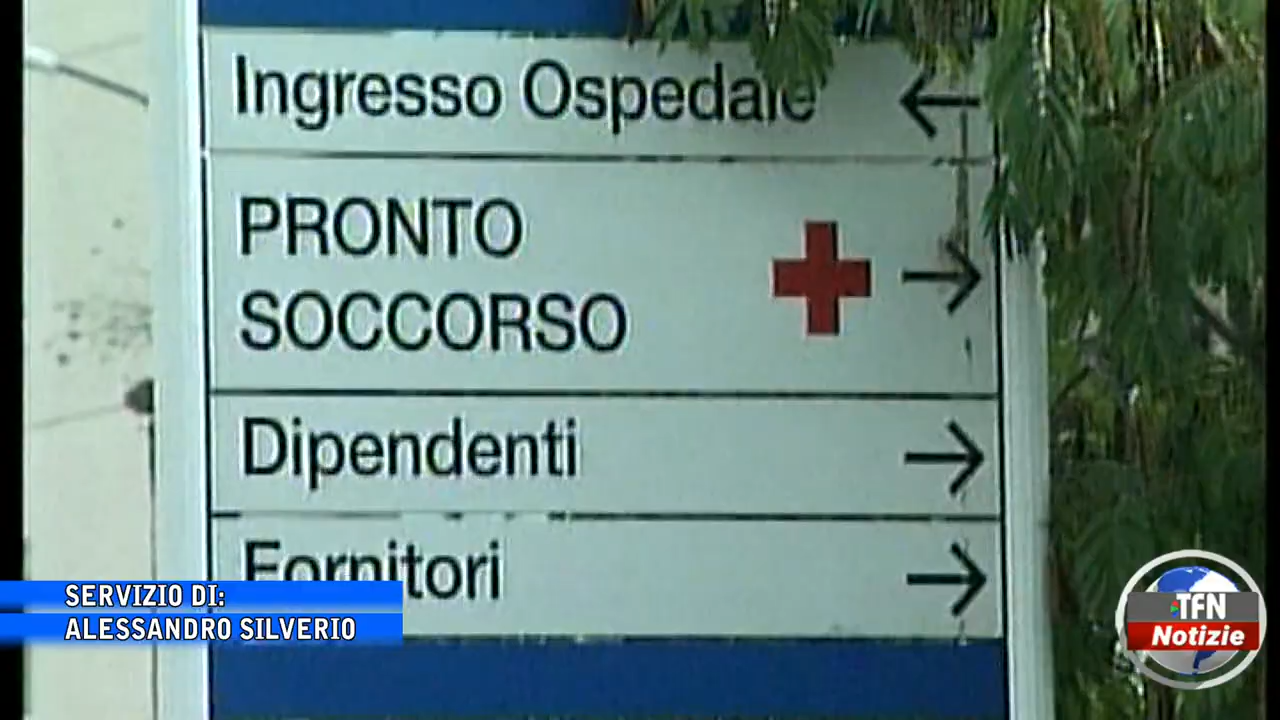 Ingresso Ospedale
PRONTO
SOCCORSO
Dipendenti
Fornitori
SERVIZIO DI:
ALESSANDRO SILVERIO
TFN
Notizie